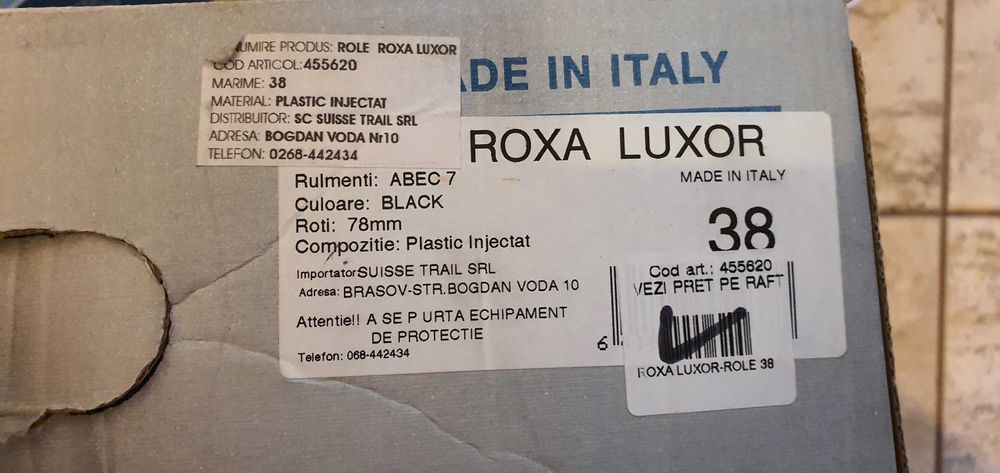 UMIRE PRODUS: ROLE ROXA LUXOR
COD ARTICOL:455620
MARIME: 38
MATERIAL: PLASTIC INJECTAT
DISTRIBUITOR: SC SUISSE TRAIL SRL
ADRESA: BOGDAN VODA Nr10
TELEFON: 0268-442434
ADE IN ITALY
ROXA LUXOR
MADE IN ITALY
Rulmenti: ABEC 7
Culoare: BLACK
Roti: 78mm
Compozitie: Plastic Injectat
38
Importator:SUISSE TRAIL SRL
Adresa: BRASOV-STR.BOGDAN VODA 10
Attentie!! A SE P URTA ECHIPAMENT
DE PROTECTIE
Telefon: 068-442434
6
Cod art.: 455620
VEZI PRET PE RAFT
ROXA LUXOR-ROLE 38